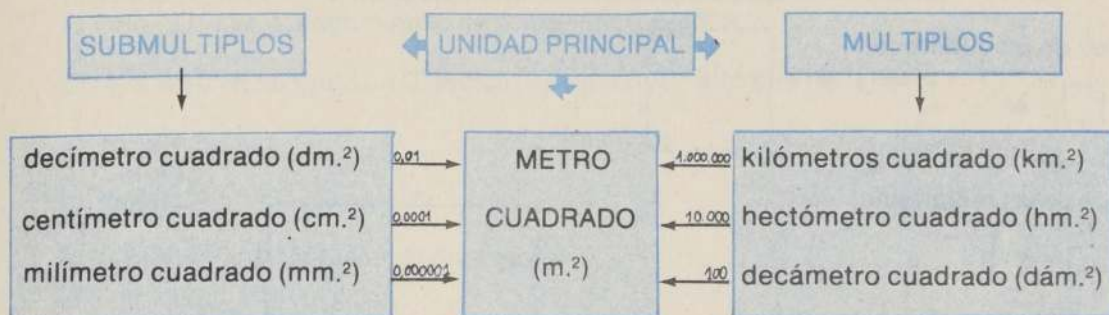 SUBMULTIPLOS UNIDAD PRINCIPAL MULTIPLOS
decímetro cuadrado (dm.²) 0,01 METRO 1.000.000 kilómetros cuadrado (km.²)
centímetro cuadrado (cm.²) 0,0001 CUADRADO 10.000 hectómetro cuadrado (hm.²)
milímetro cuadrado (mm.²) 0,000001 (m.²) 100 decámetro cuadrado (dám.²)